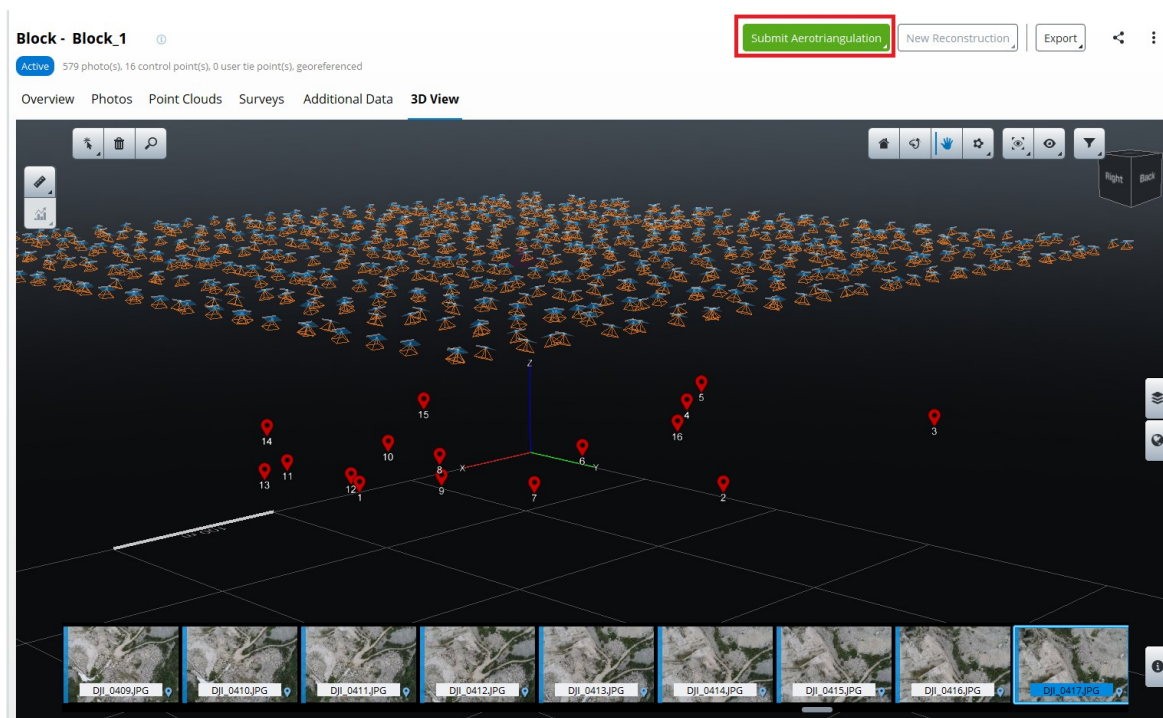 Block - Block_1
Submit Aerotriangulation
New Reconstruction
Export
Active
579 photo(s), 16 control point(s), 0 user tie point(s), georeferenced
Overview Photos Point Clouds Surveys Additional Data 3D View
Right Back
Z
5
15
4
3
14
16
10
6
Y
8
X
11
13
12
1
9
7
2
DJI_0409.JPG
DJI_0410.JPG
DJI_0411.JPG
DJI_0412.JPG
DJI_0413.JPG
DJI_0414.JPG
DJI_0415.JPG
DJI_0416.JPG
DJI_0417.JPG